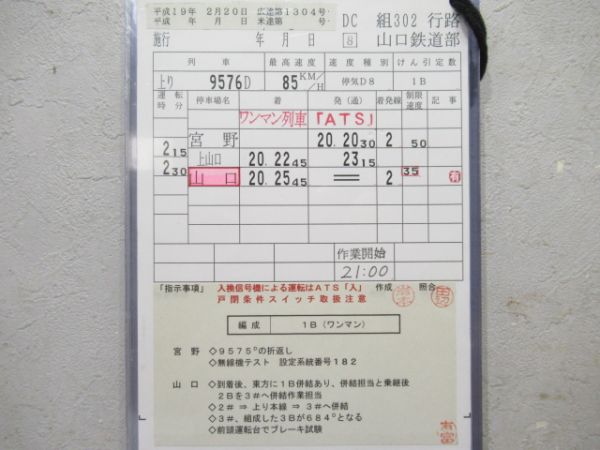 平成19年 2月20日 広達第1304号
平成 年 月 日 米達第 号
DC 組302 行路
施行 年 月 日 8 山口鉄道部
列車 最高速度 速度種別 けん引定数
上り 9576D 85KM/H 停気D8 1B
運転時分 停車場名 着 発(通) 着発線 制限速度 記事
ワンマン列車「ATS」
宮野 20.20 30 2 50
2 15 上山口 20.22 45 23 15
2 30 山口 20.25 45 = 2 35 有
作業開始
21:00
「指示事項」 入換信号機による運転はATS「入」 作成 照合
戸閉条件スイッチ取扱注意
編成 1B(ワンマン)
宮野 ◇9575Dの折返し
◇無線機テスト 設定系統番号182
山口 ◇到着後、東方に1B併結あり、併結担当と乗継後
2Bを3#へ併結作業担当
◇2# ⇒ 上り本線 ⇒ 3#へ併結
◇3#、組成した3Bが684Dとなる
◇前頭運転台でブレーキ試験